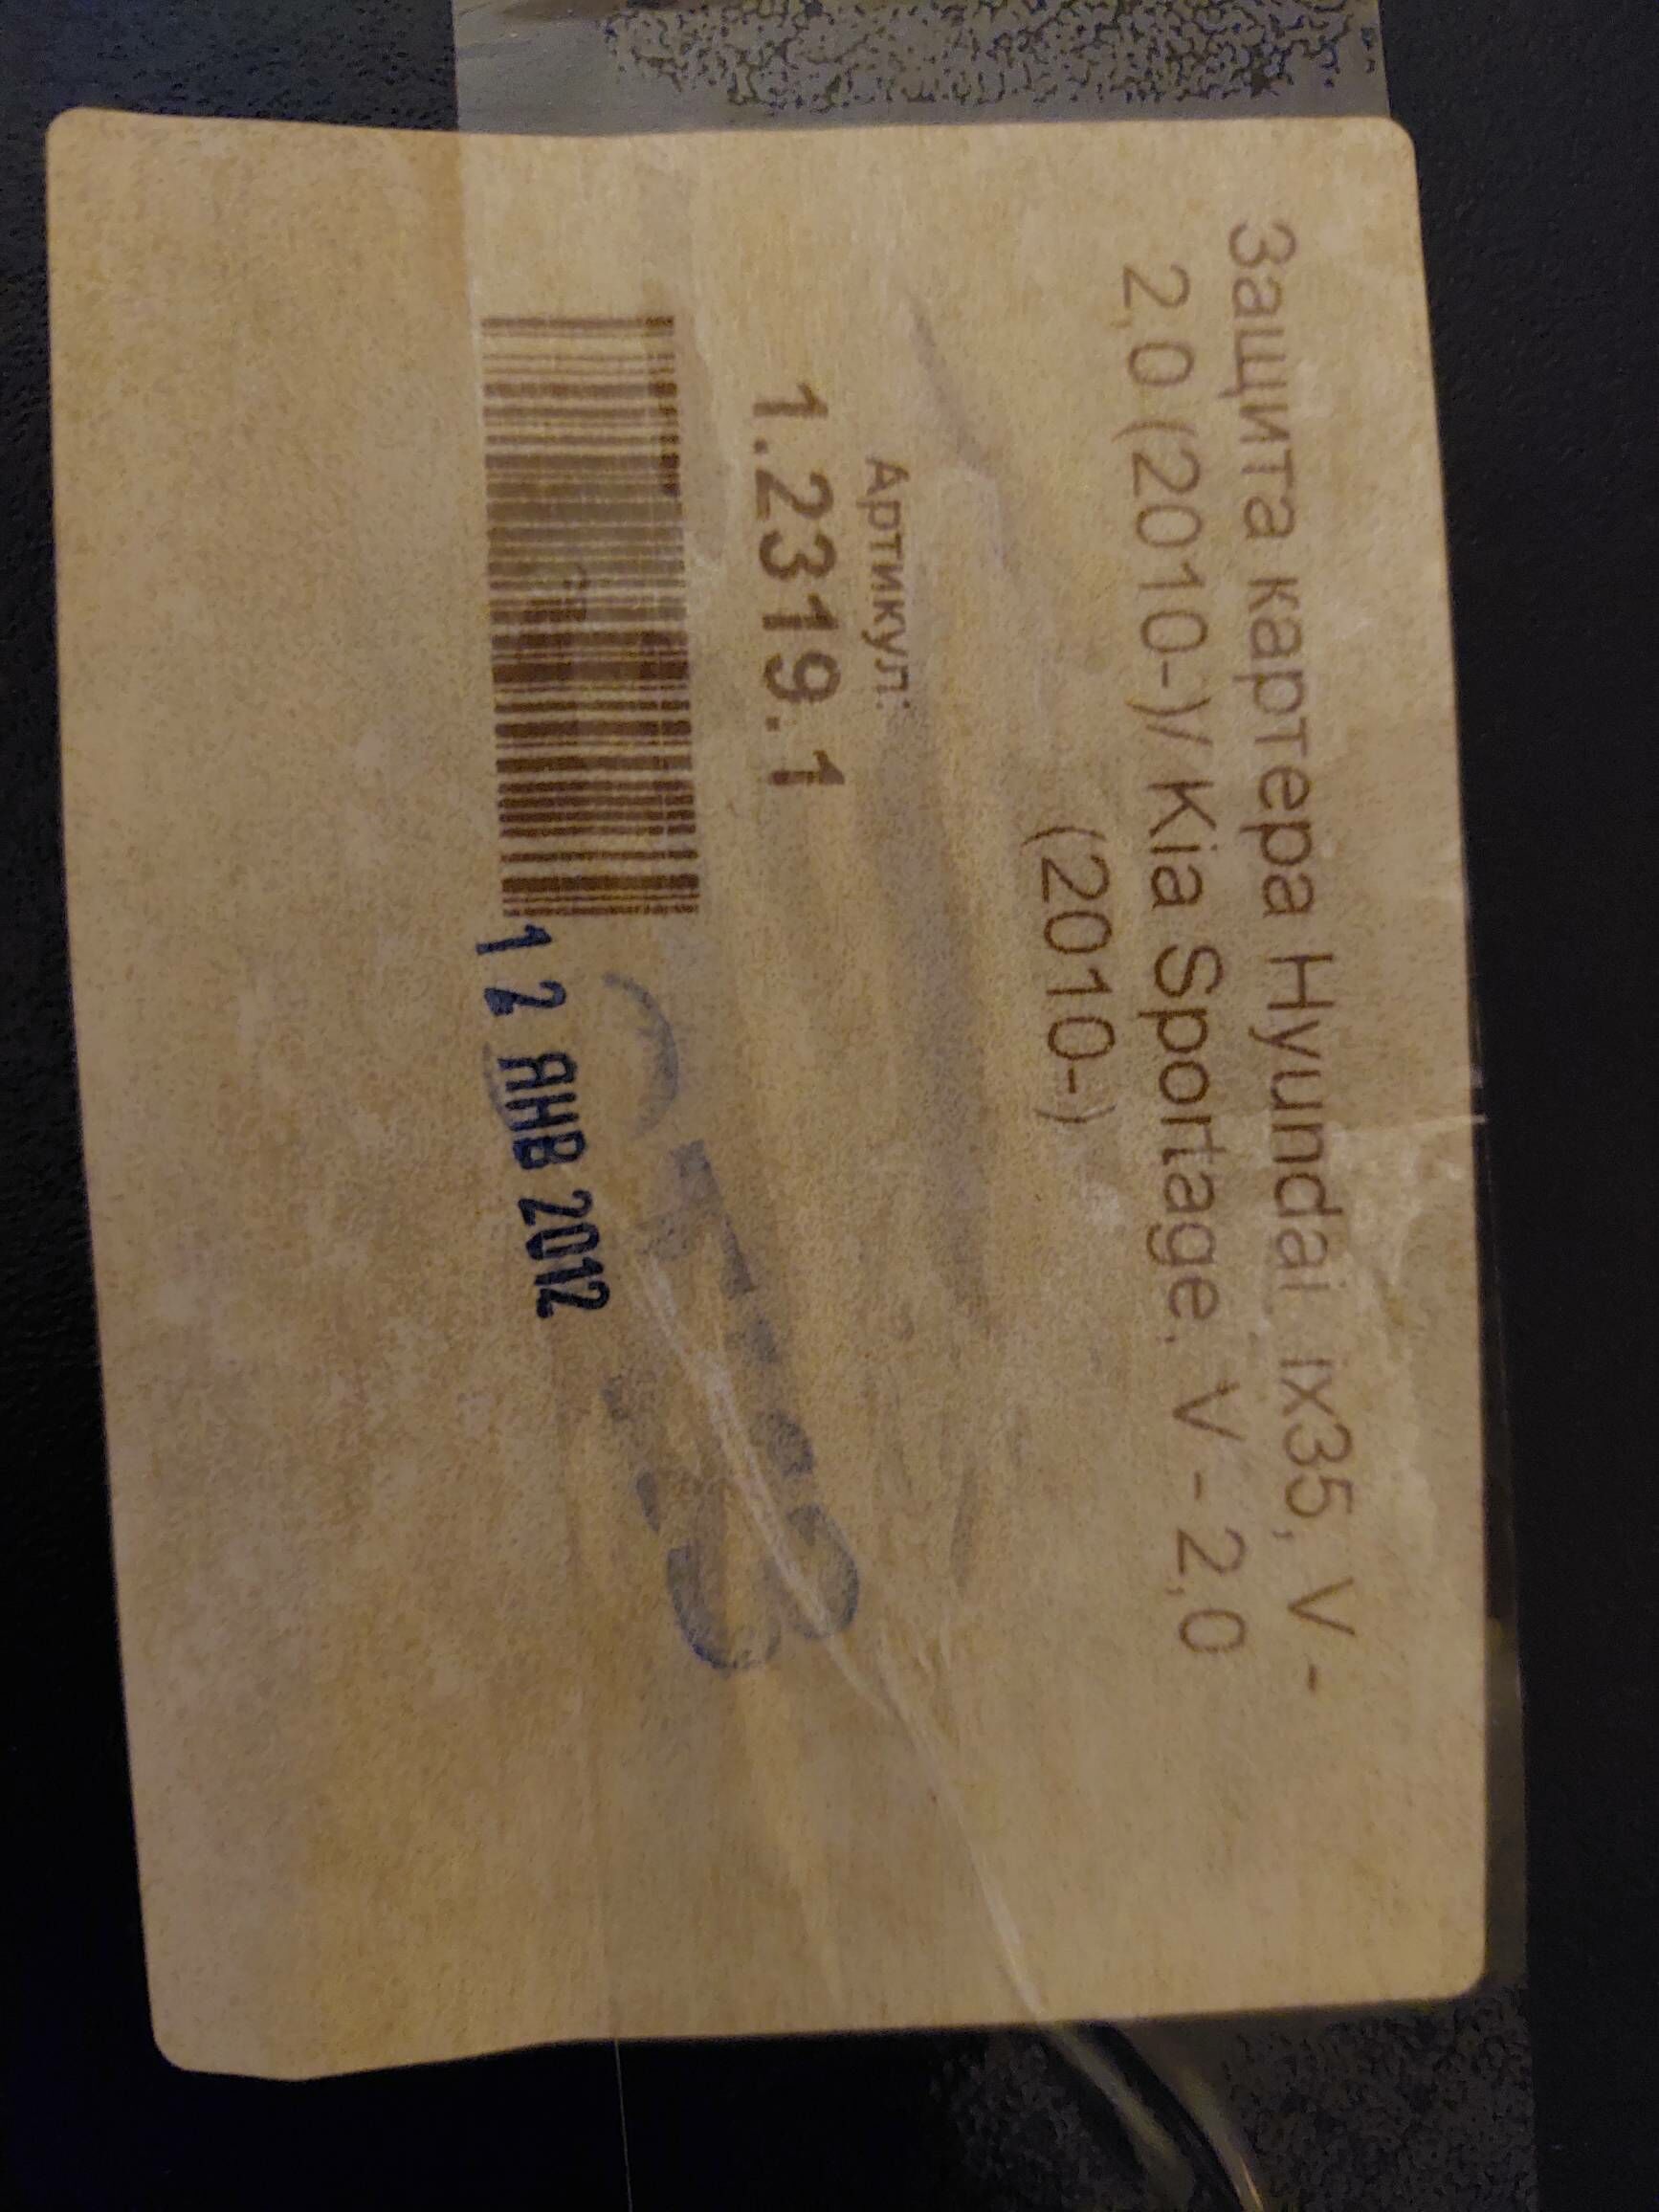 Защита картера Hyundai ix35, V -
2,0 (2010-)/ Kia Sportage, V - 2,0
(2010-)
Артикул:
1.2319.1
12 ЯНВ 2012